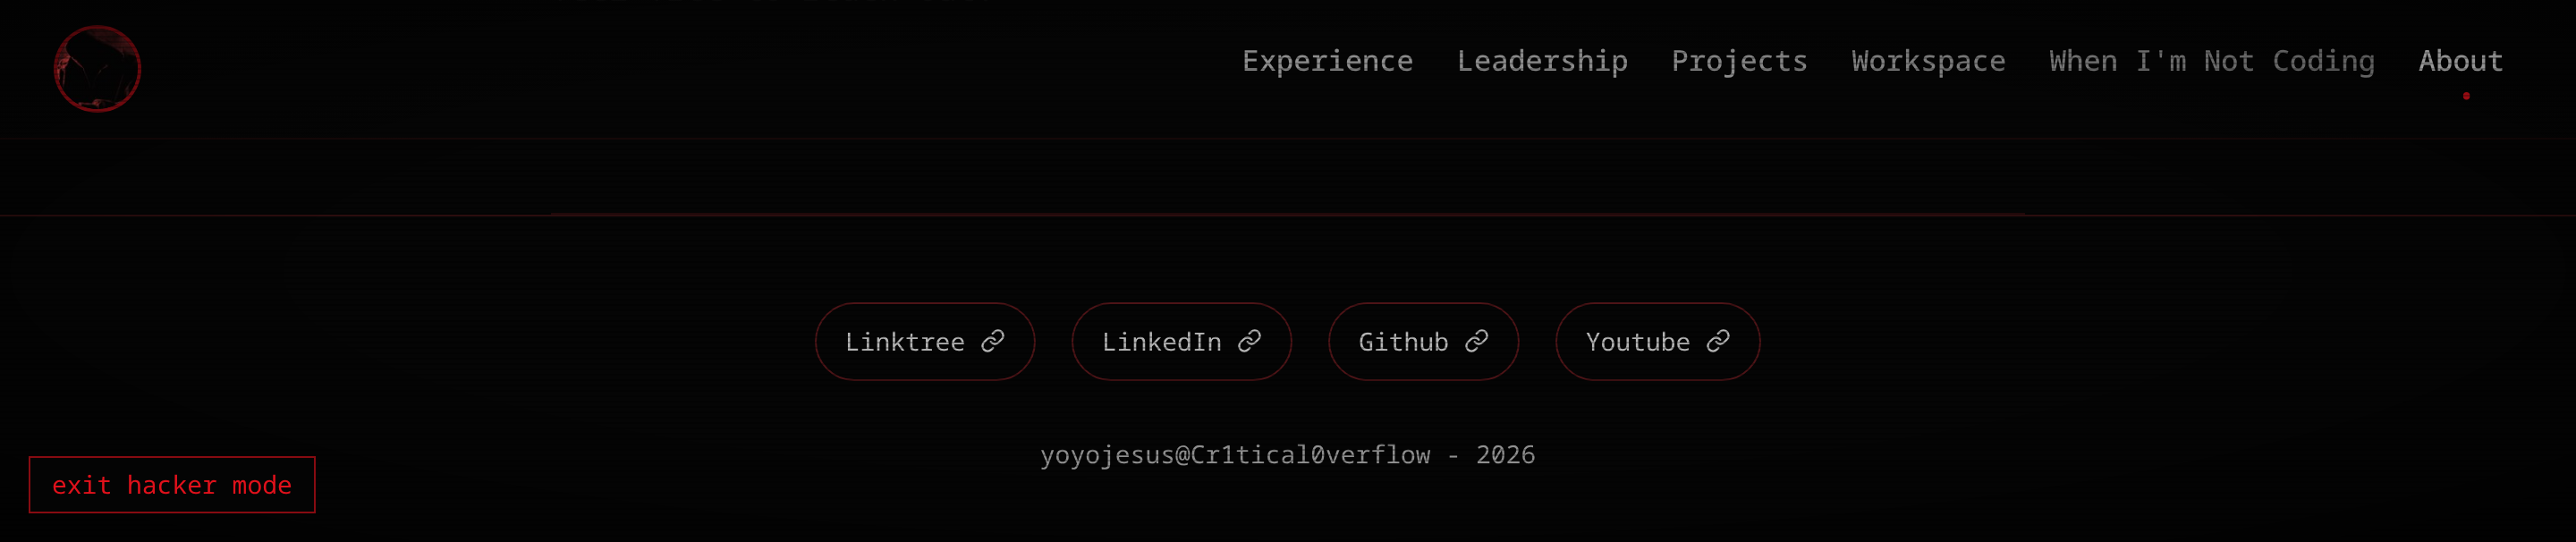 Experience Leadership Projects Workspace When I'm Not Coding About
Linktree LinkedIn Github Youtube
yoyojesus@Cr1tical0verflow - 2026
exit hacker mode